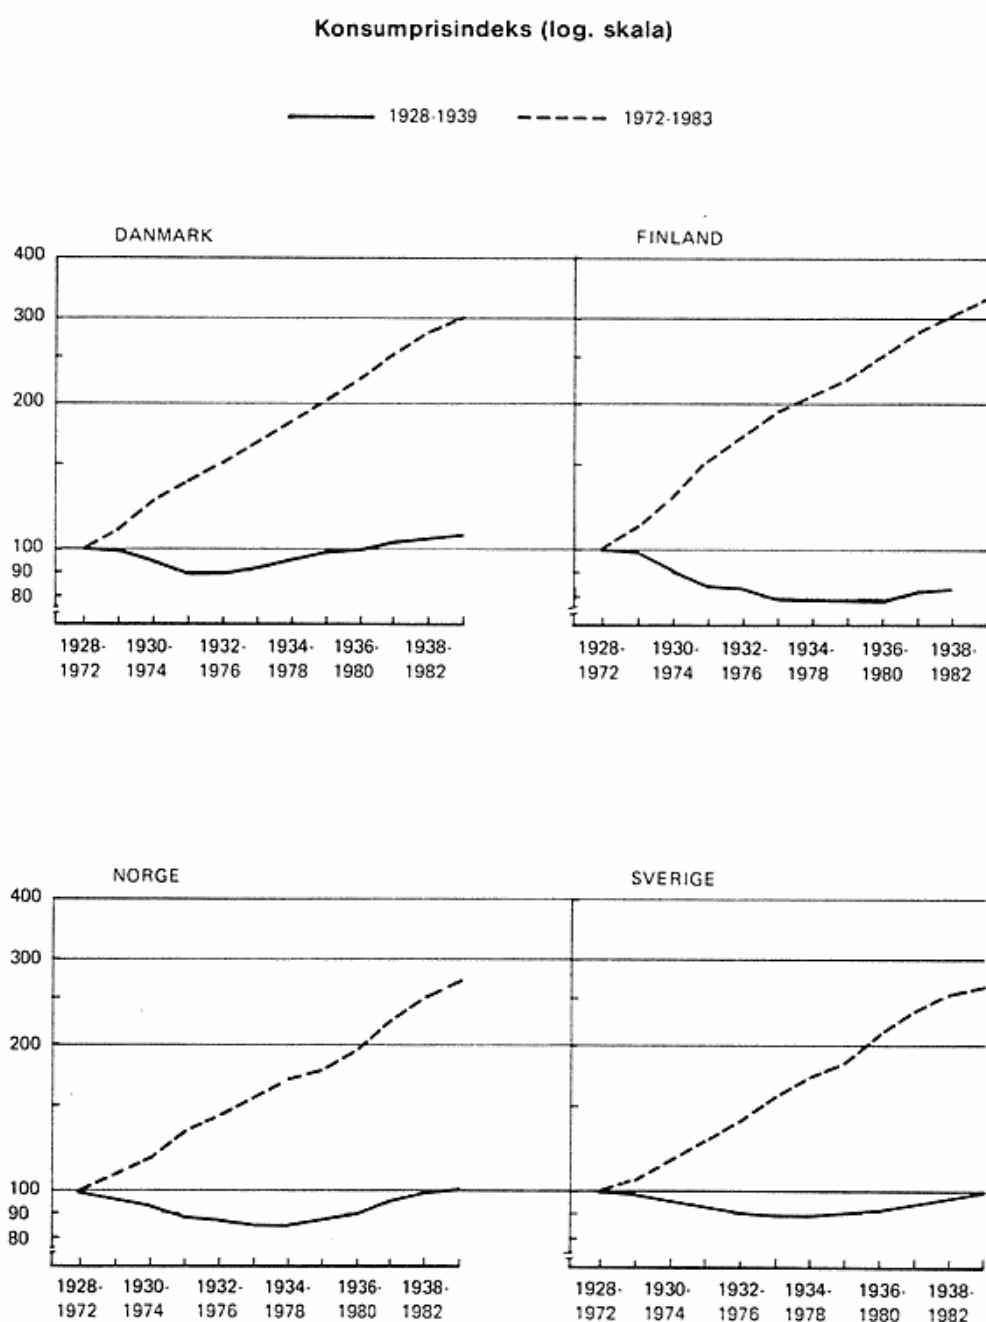 Konsumprisindeks (log. skala)
1928-1939 1972-1983
DANMARK FINLAND
400
300
200
100
90
80
1928- 1930- 1932- 1934- 1936- 1938- 1928- 1930- 1932- 1934- 1936- 1938-
1972 1974 1976 1978 1980 1982 1972 1974 1976 1978 1980 1982
NORGE SVERIGE
400
300
200
100
90
80
1928- 1930- 1932- 1934- 1936- 1938- 1928- 1930- 1932- 1934- 1936- 1938-
1972 1974 1976 1978 1980 1982 1972 1974 1976 1978 1980 1982